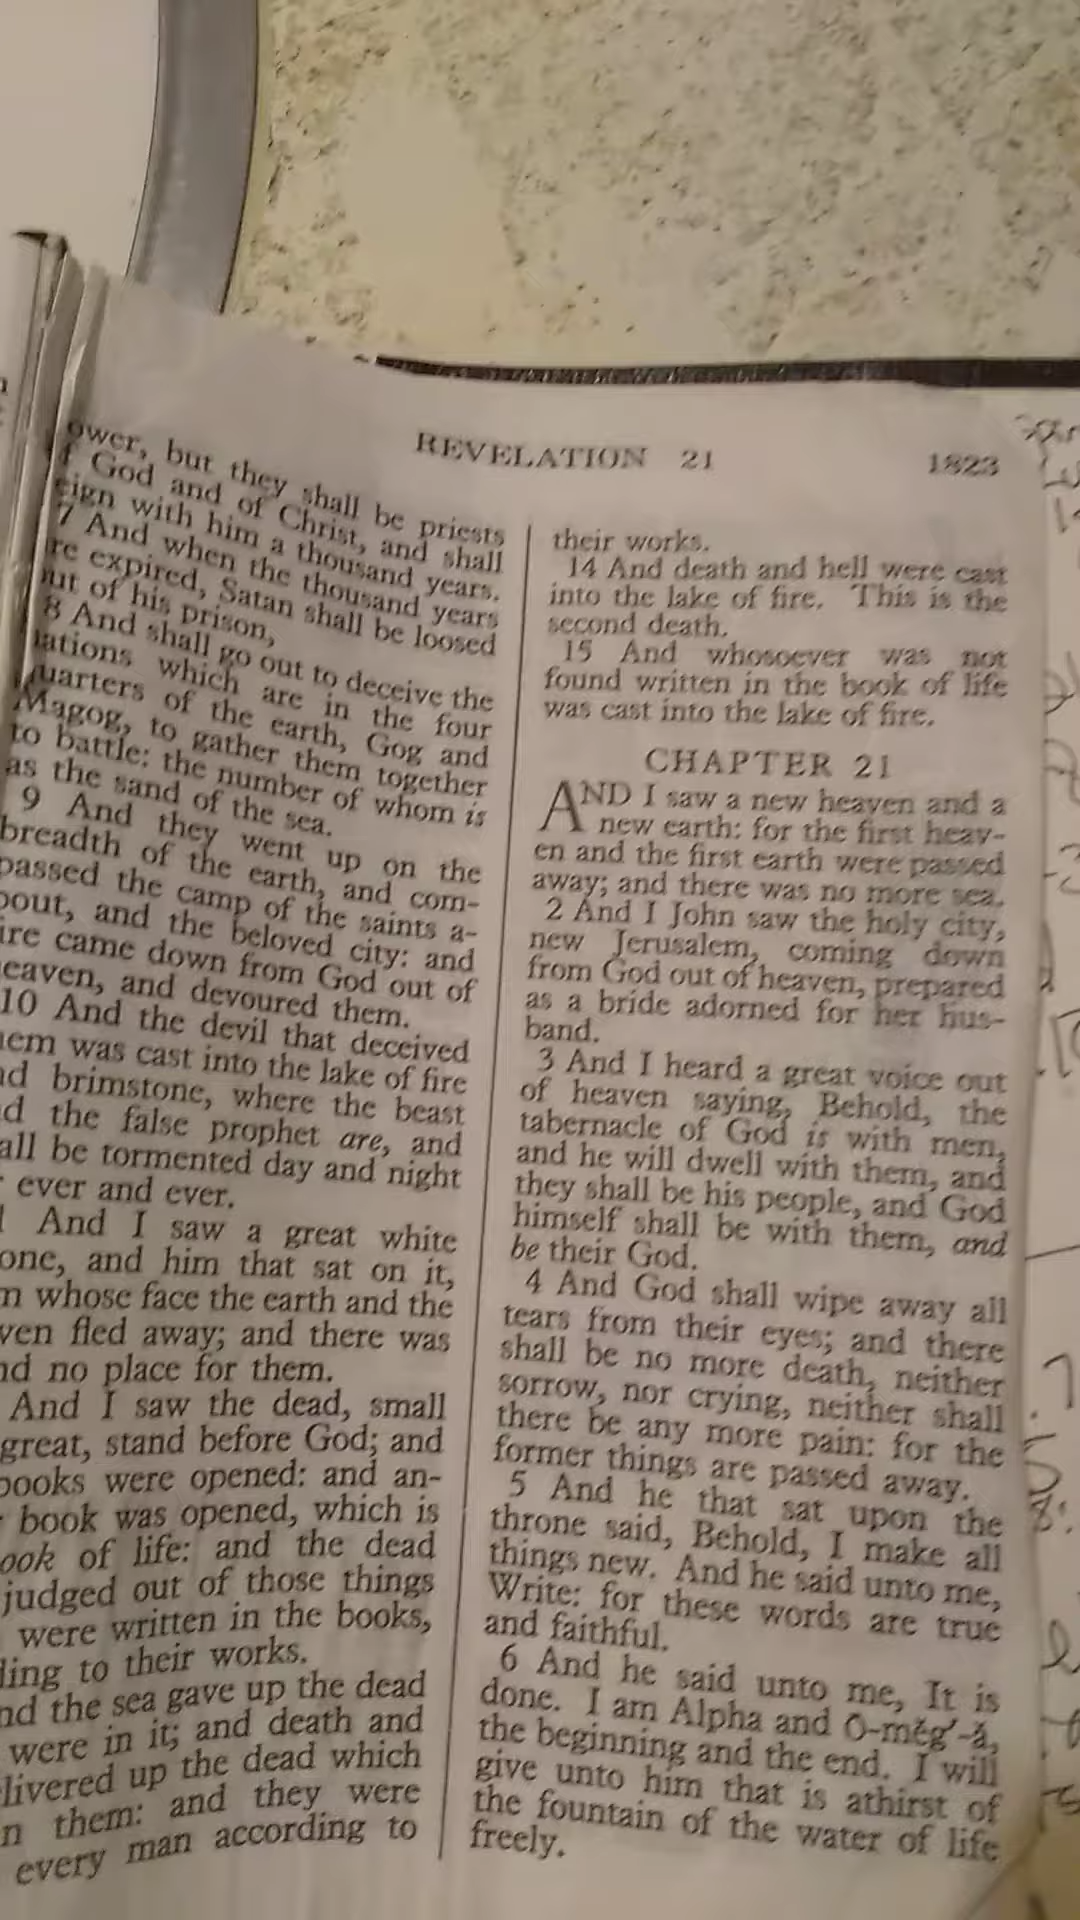 REVELATION 21
1823
ower, but they shall be priests
f God and of Christ, and shall
eign with him a thousand years.
7 And when the thousand years
re expired, Satan shall be loosed
ut of his prison,
8 And shall go out to deceive the
nations which are in the four
quarters of the earth, Gog and
Magog, to gather them together
to battle: the number of whom is
as the sand of the sea.
9 And they went up on the
breadth of the earth, and com-
passed the camp of the saints a-
bout, and the beloved city: and
ire came down from God out of
eaven, and devoured them.
10 And the devil that deceived
hem was cast into the lake of fire
nd brimstone, where the beast
nd the false prophet are, and
all be tormented day and night
r ever and ever.
And I saw a great white
one, and him that sat on it,
m whose face the earth and the
ven fled away; and there was
nd no place for them.
And I saw the dead, small
great, stand before God; and
books were opened: and an-
r book was opened, which is
ook of life: and the dead
judged out of those things
were written in the books,
ding to their works.
nd the sea gave up the dead
were in it; and death and
livered up the dead which
n them: and they were
every man according to
their works.
14 And death and hell were cast
into the lake of fire. This is the
second death.
15 And whosoever was not
found written in the book of life
was cast into the lake of fire.
CHAPTER 21
AND I saw a new heaven and a
new earth: for the first heav-
en and the first earth were passed
away; and there was no more sea.
2 And I John saw the holy city,
new Jerusalem, coming down
from God out of heaven, prepared
as a bride adorned for her hus-
band.
3 And I heard a great voice out
of heaven saying, Behold, the
tabernacle of God is with men,
and he will dwell with them, and
they shall be his people, and God
himself shall be with them, and
be their God.
4 And God shall wipe away all
tears from their eyes; and there
shall be no more death, neither
sorrow, nor crying, neither shall
there be any more pain: for the
former things are passed away.
5 And he that sat upon the
throne said, Behold, I make all
things new. And he said unto me,
Write: for these words are true
and faithful.
6 And he said unto me, It is
done. I am Alpha and Ō-mĕg′-ă,
the beginning and the end. I will
give unto him that is athirst of
the fountain of the water of life
freely.